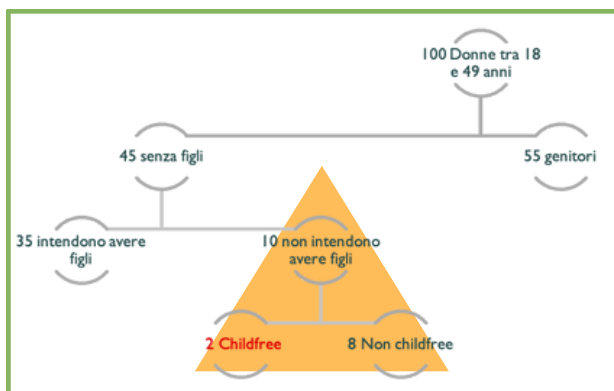 100 Donne tra 18
e 49 anni
45 senza figli
55 genitori
35 intendono avere
figli
10 non intendono
avere figli
2 Childfree
8 Non childfree